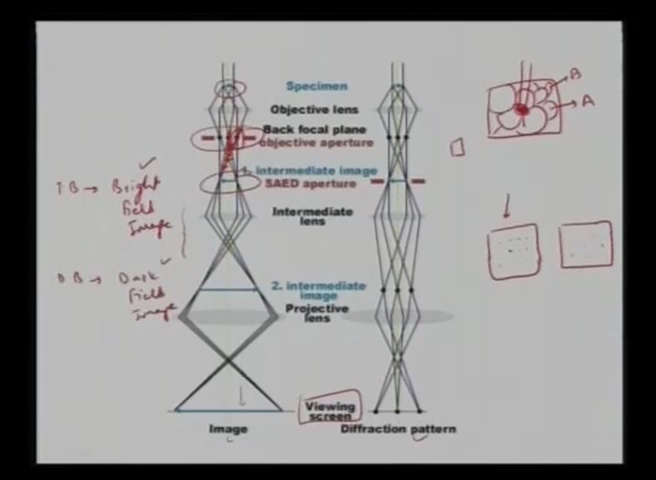 Specimen
Objective lens
Back focal plane
objective aperture
1. intermediate image
SAED aperture
Intermediate
lens
2. intermediate
image
Projective
lens
Viewing
screen
Image
Diffraction pattern
T.B → Bright
Field
Image
D B → Dark
Field
Image
B
A